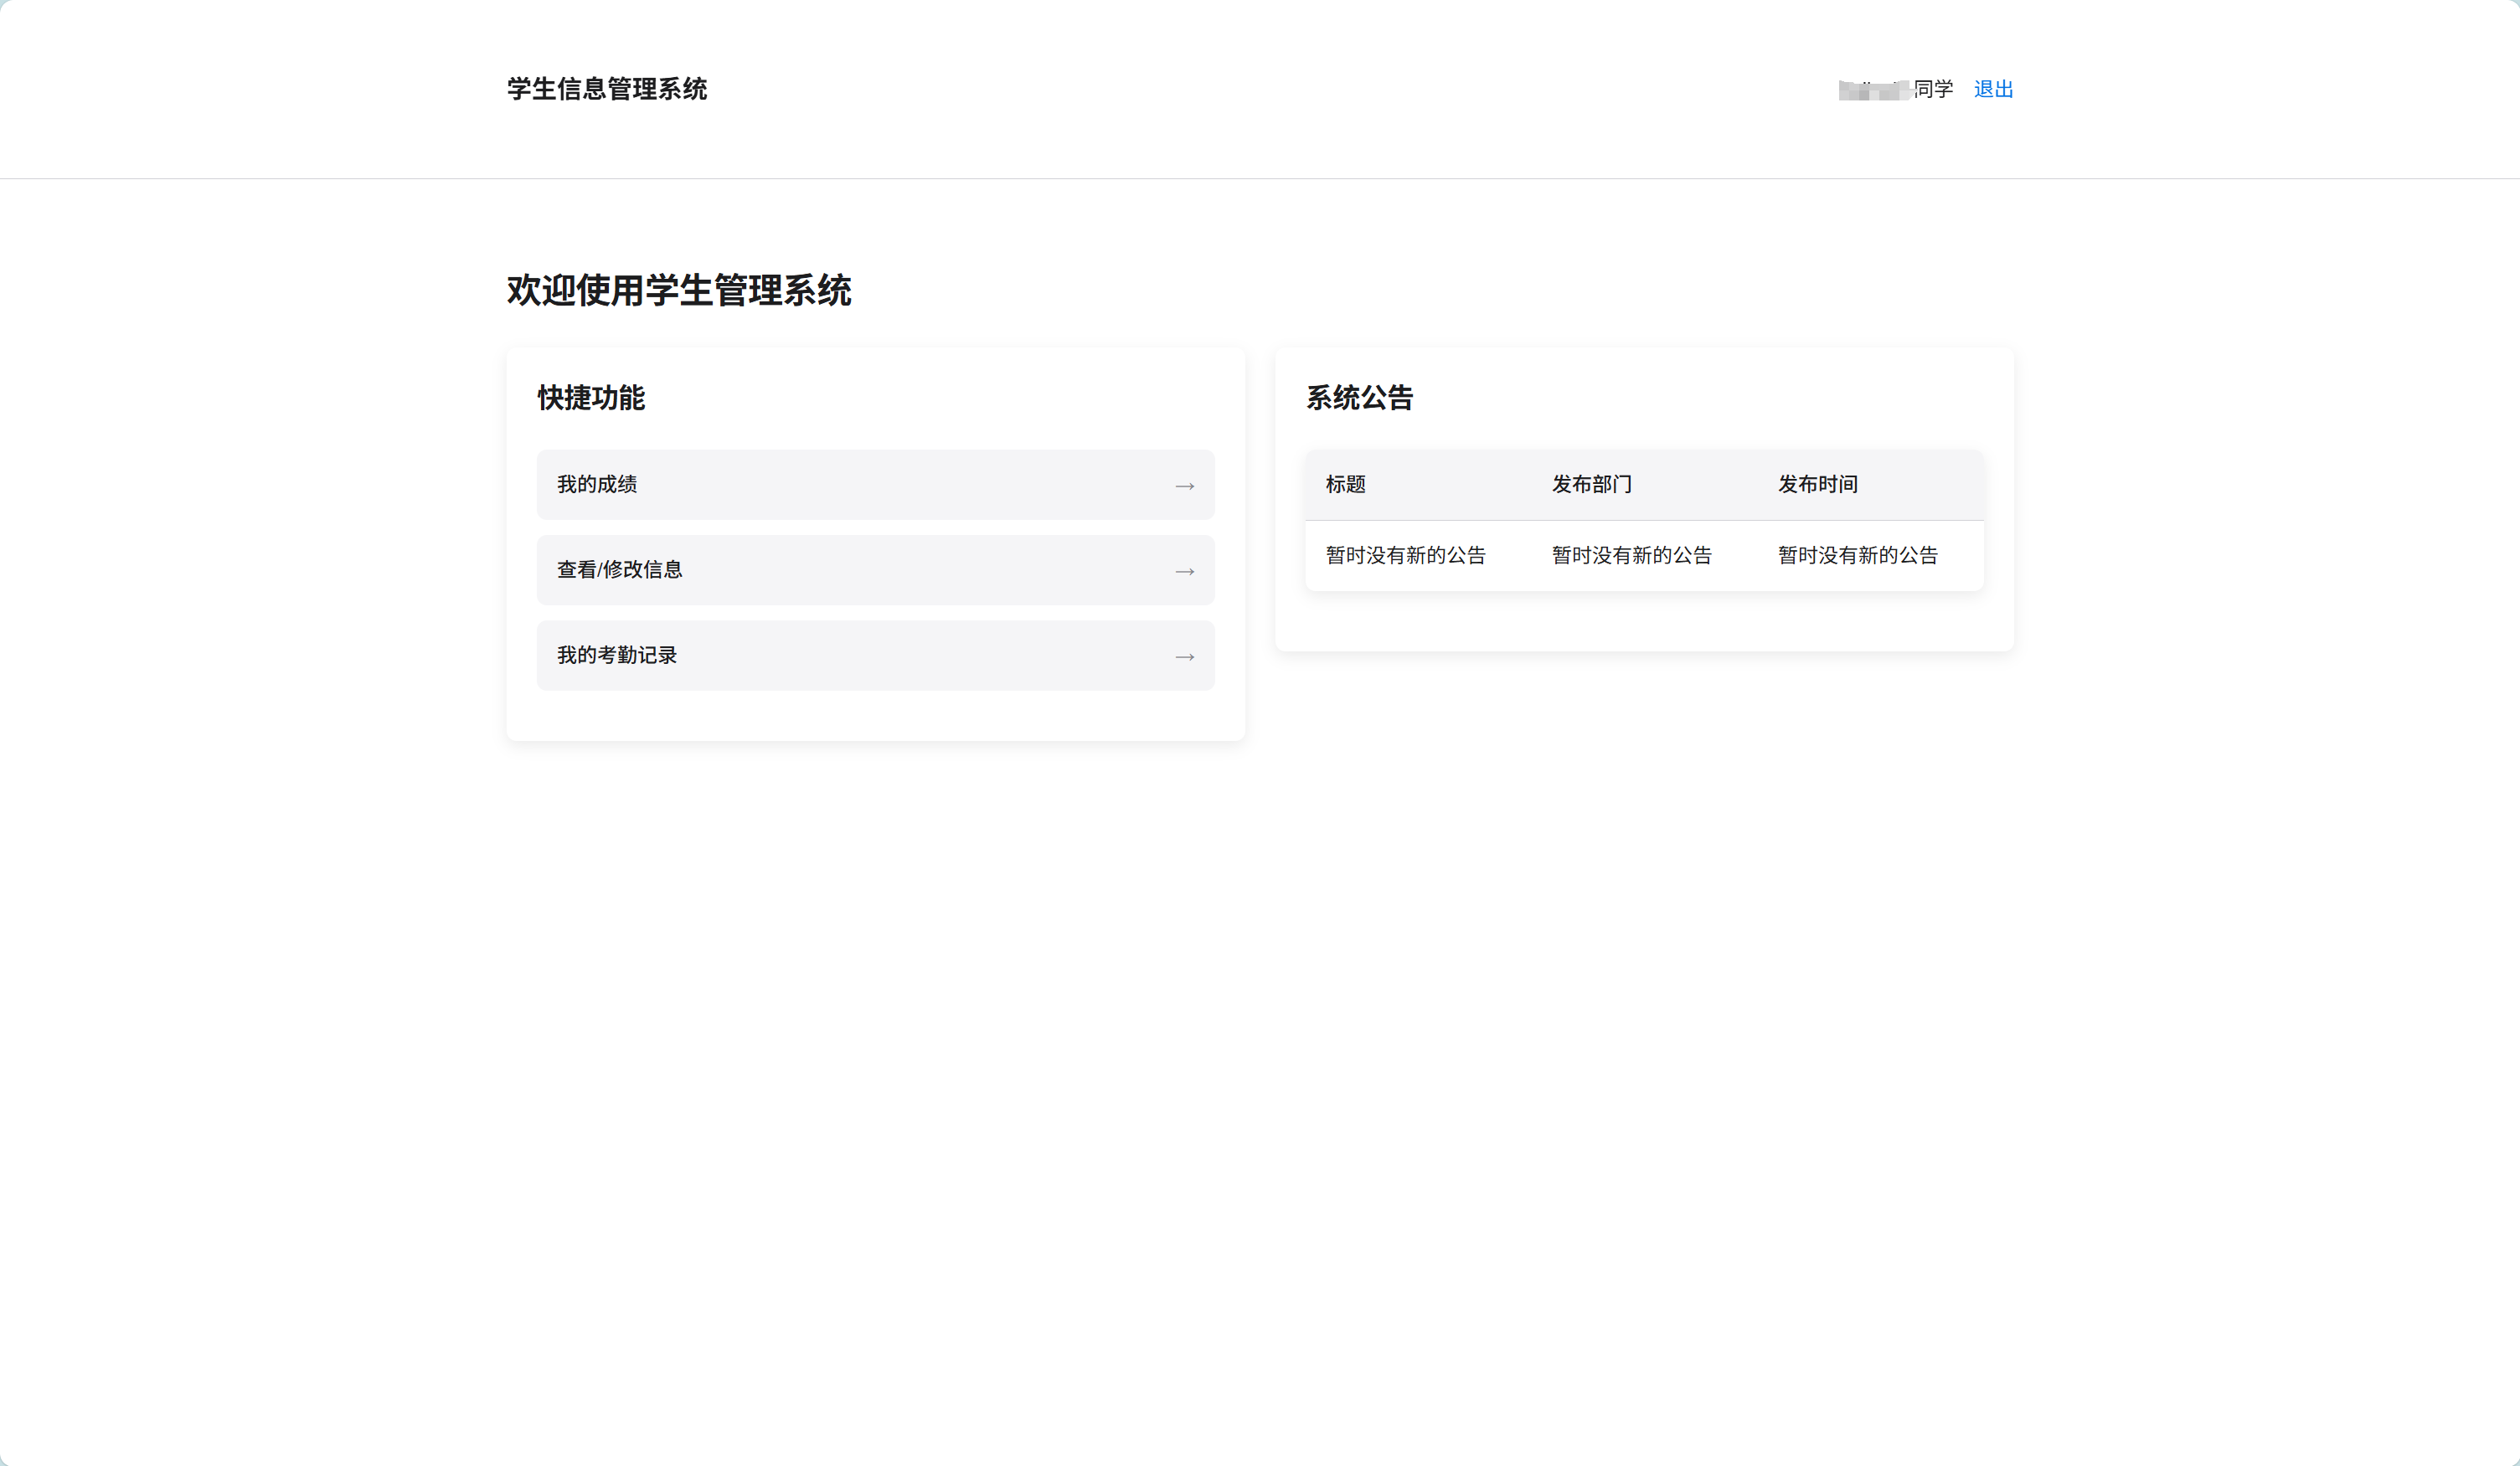 学生信息管理系统
同学 退出
欢迎使用学生管理系统
快捷功能
我的成绩 →
查看/修改信息 →
我的考勤记录 →
系统公告
标题 发布部门 发布时间
暂时没有新的公告 暂时没有新的公告 暂时没有新的公告